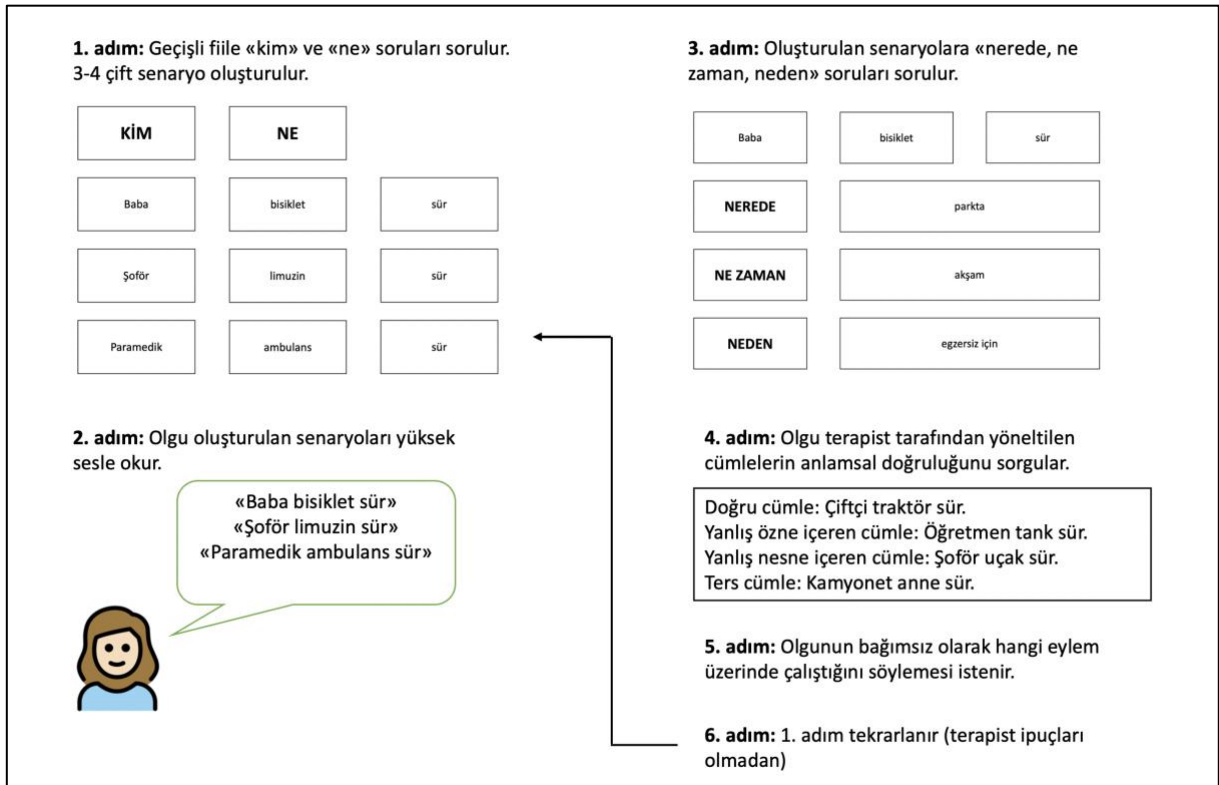 1. adım: Geçişli fiile «kim» ve «ne» soruları sorulur.
3-4 çift senaryo oluşturulur.
KİM
NE
Baba
bisiklet
sür
Şoför
limuzin
sür
Paramedik
ambulans
sür
2. adım: Olgu oluşturulan senaryoları yüksek
sesle okur.
«Baba bisiklet sür»
«Şoför limuzin sür»
«Paramedik ambulans sür»
3. adım: Oluşturulan senaryolara «nerede, ne
zaman, neden» soruları sorulur.
Baba
bisiklet
sür
NEREDE
parkta
NE ZAMAN
akşam
NEDEN
egzersiz için
4. adım: Olgu terapist tarafından yöneltilen
cümlelerin anlamsal doğruluğunu sorgular.
Doğru cümle: Çiftçi traktör sür.
Yanlış özne içeren cümle: Öğretmen tank sür.
Yanlış nesne içeren cümle: Şoför uçak sür.
Ters cümle: Kamyonet anne sür.
5. adım: Olgunun bağımsız olarak hangi eylem
üzerinde çalıştığını söylemesi istenir.
6. adım: 1. adım tekrarlanır (terapist ipuçları
olmadan)